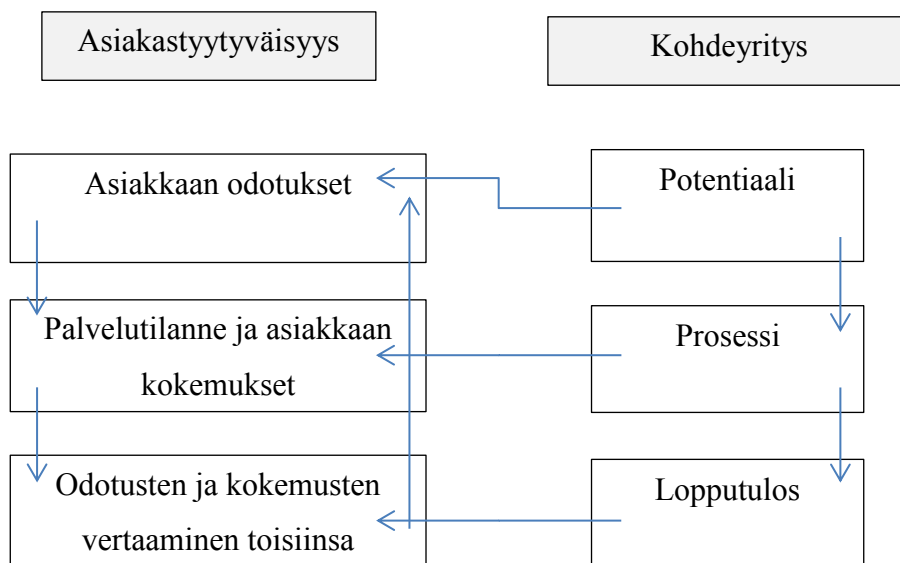 Asiakastyytyväisyys
Kohdeyritys
Asiakkaan odotukset
Potentiaali
Palvelutilanne ja asiakkaan
kokemukset
Prosessi
Odotusten ja kokemusten
vertaaminen toisiinsa
Lopputulos